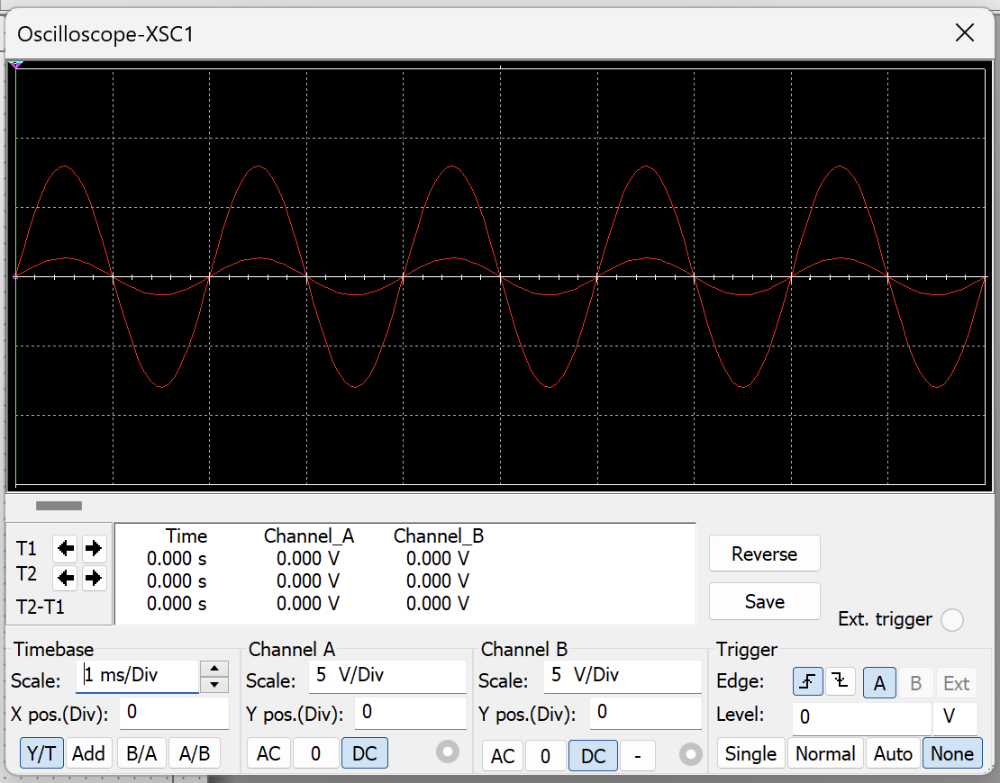 Oscilloscope-XSC1
Time Channel_A Channel_B
T1 0.000 s 0.000 V 0.000 V
T2 0.000 s 0.000 V 0.000 V
T2-T1 0.000 s 0.000 V 0.000 V
Reverse
Save
Ext. trigger
Timebase
Scale: 1 ms/Div
X pos.(Div): 0
Y/T Add B/A A/B
Channel A
Scale: 5 V/Div
Y pos.(Div): 0
AC 0 DC
Channel B
Scale: 5 V/Div
Y pos.(Div): 0
AC 0 DC -
Trigger
Edge: A B Ext
Level: 0 V
Single Normal Auto None